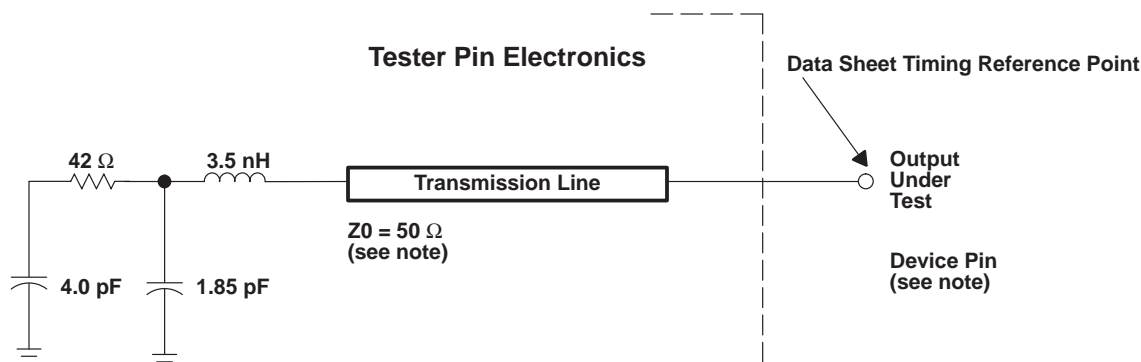 Tester Pin Electronics
Data Sheet Timing Reference Point
42 Ω
3.5 nH
Transmission Line
Output
Under
Test
Z0 = 50 Ω
(see note)
Device Pin
(see note)
4.0 pF
1.85 pF